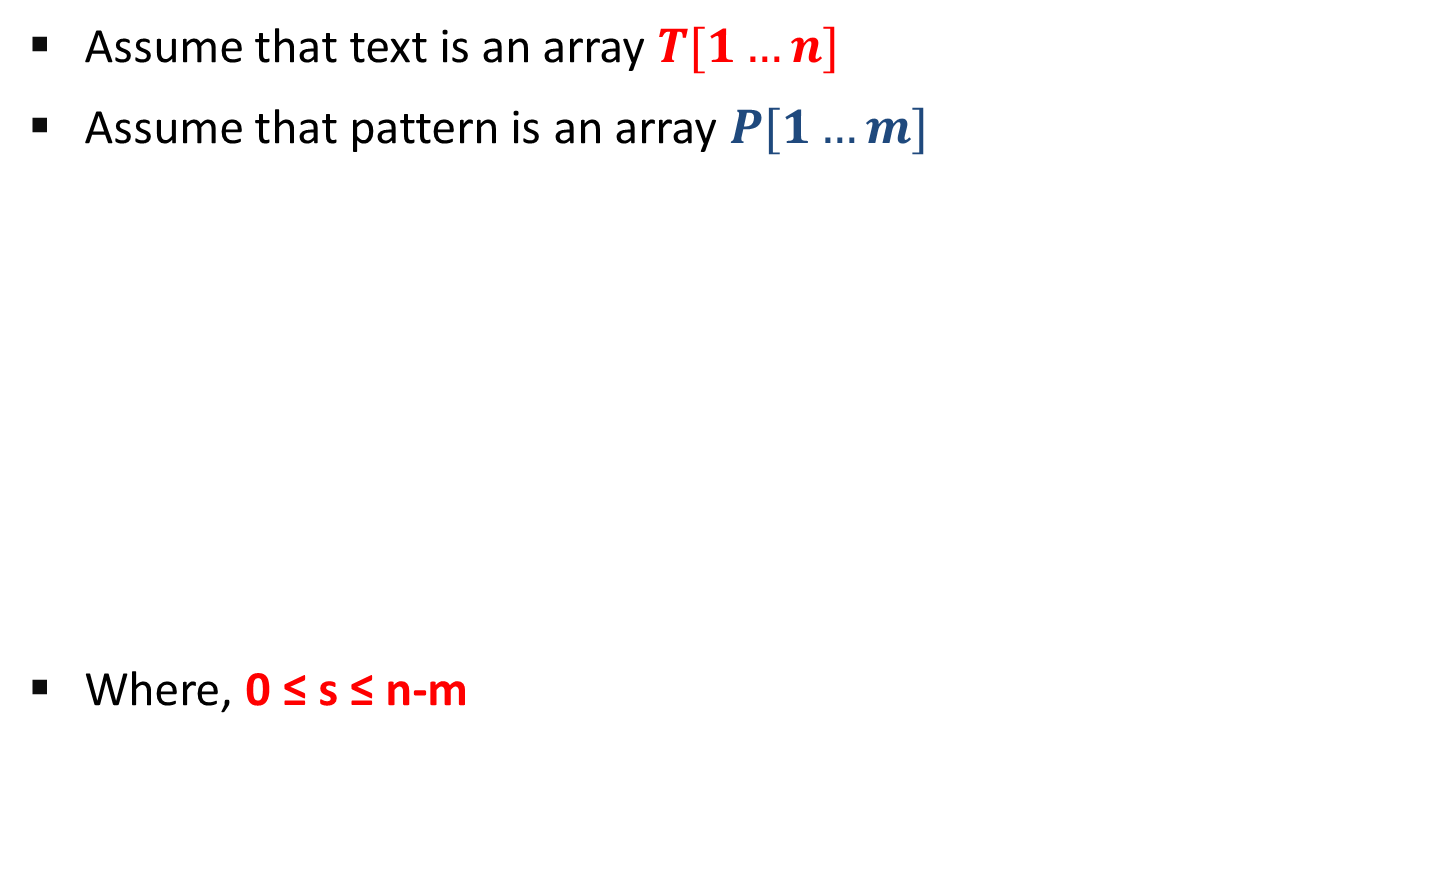 ▪ Assume that text is an array T[1 … n]
▪ Assume that pattern is an array P[1 … m]
▪ Where, 0 ≤ s ≤ n-m